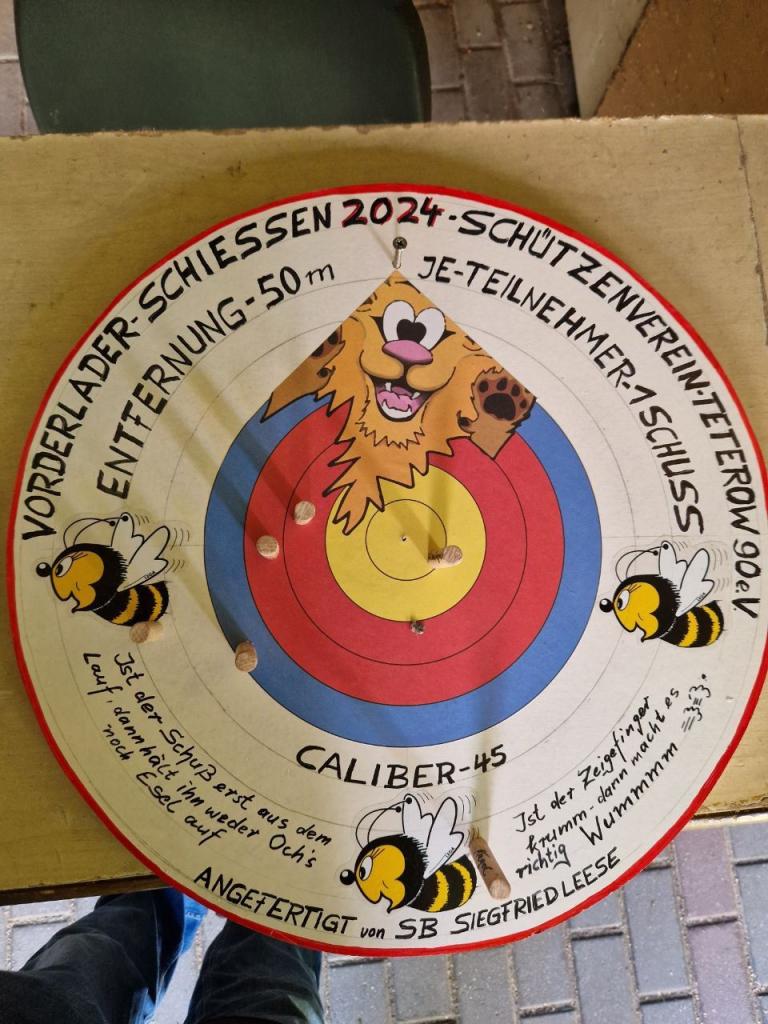 VORDERLADER-SCHIESSEN 2024-SCHÜTZENVEREIN-TETEROW 90 e.V
ENTFERNUNG-50m
JE-TEILNEHMER-1 SCHUSS
CALIBER-45
Ist der Schuß erst aus dem
Lauf, dann hält ihn weder Och's
noch Esel auf
Ist der Zeigefinger
krumm, dann macht es
richtig Wummmm
ANGEFERTIGT von SB SIEGFRIED LEESE